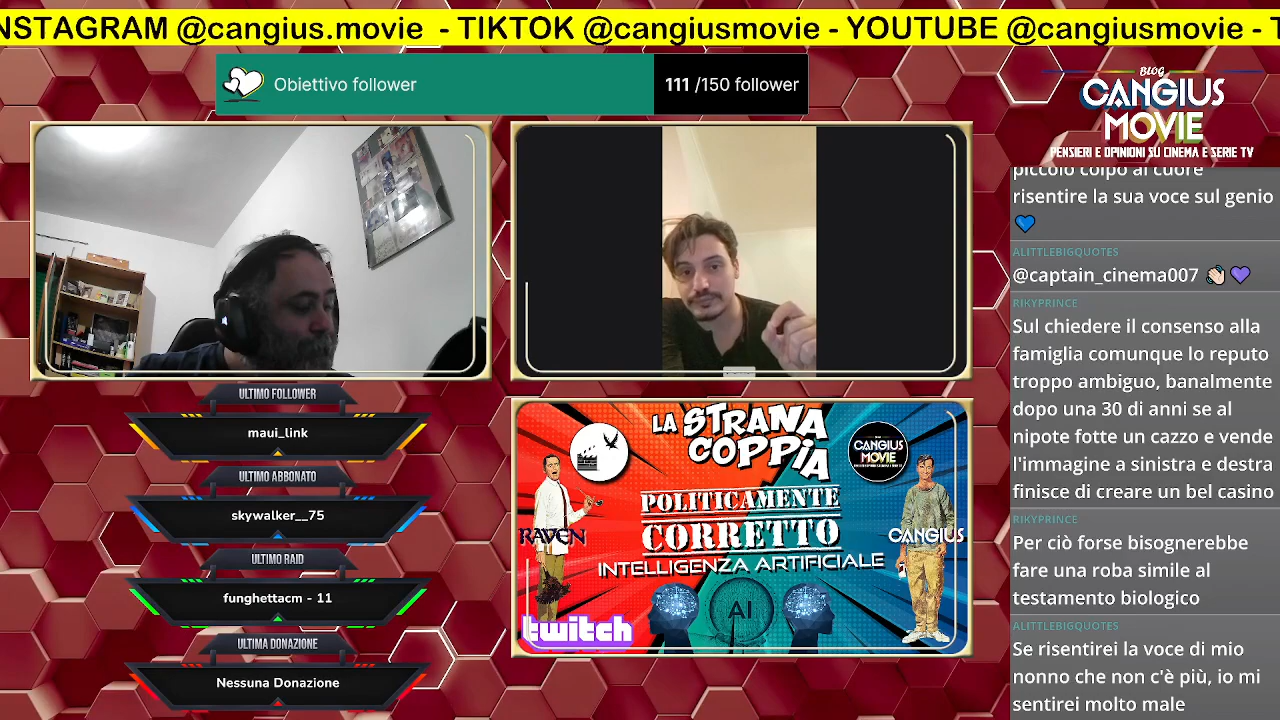 NSTAGRAM @cangius.movie - TIKTOK @cangiusmovie - YOUTUBE @cangiusmovie - T
Obiettivo follower
111 /150 follower
BLOG
CANGIUS
MOVIE
PENSIERI E OPINIONI SU CINEMA E SERIE TV
piccolo colpo al cuore
risentire la sua voce sul genio
💙
ALITTLEBIGQUOTES
@captain_cinema007 👏🏻💜
RIKYPRINCE
Sul chiedere il consenso alla
famiglia comunque lo reputo
troppo ambiguo, banalmente
dopo una 30 di anni se al
nipote fotte un cazzo e vende
l'immagine a sinistra e destra
finisce di creare un bel casino
RIKYPRINCE
Per ciò forse bisognerebbe
fare una roba simile al
testamento biologico
ALITTLEBIGQUOTES
Se risentirei la voce di mio
nonno che non c'è più, io mi
sentirei molto male
ULTIMO FOLLOWER
maui_link
ULTIMO ABBONATO
skywalker__75
ULTIMO RAID
funghettacm - 11
ULTIMA DONAZIONE
Nessuna Donazione
LA STRANA
COPPIA
CANGIUS
MOVIE
POLITICAMENTE
CORRETTO
INTELLIGENZA ARTIFICIALE
RAVEN
CANGIUS
AI
twitch